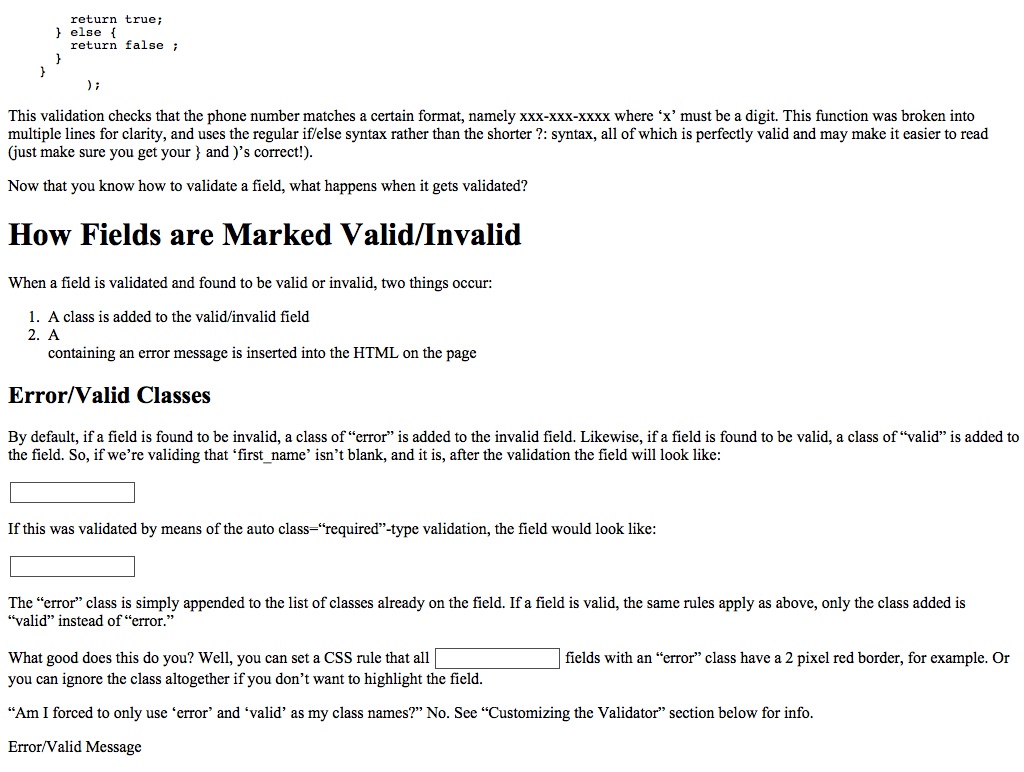 return true;
} else {
return false ;
}
}
);
This validation checks that the phone number matches a certain format, namely xxx-xxx-xxxx where ‘x’ must be a digit. This function was broken into
multiple lines for clarity, and uses the regular if/else syntax rather than the shorter ?: syntax, all of which is perfectly valid and may make it easier to read
(just make sure you get your } and )’s correct!).
Now that you know how to validate a field, what happens when it gets validated?
How Fields are Marked Valid/Invalid
When a field is validated and found to be valid or invalid, two things occur:
1. A class is added to the valid/invalid field
2. A
containing an error message is inserted into the HTML on the page
Error/Valid Classes
By default, if a field is found to be invalid, a class of “error” is added to the invalid field. Likewise, if a field is found to be valid, a class of “valid” is added to
the field. So, if we’re validing that ‘first_name’ isn’t blank, and it is, after the validation the field will look like:
If this was validated by means of the auto class=“required”-type validation, the field would look like:
The “error” class is simply appended to the list of classes already on the field. If a field is valid, the same rules apply as above, only the class added is
“valid” instead of “error.”
What good does this do you? Well, you can set a CSS rule that all fields with an “error” class have a 2 pixel red border, for example. Or
you can ignore the class altogether if you don’t want to highlight the field.
“Am I forced to only use ‘error’ and ‘valid’ as my class names?” No. See “Customizing the Validator” section below for info.
Error/Valid Message